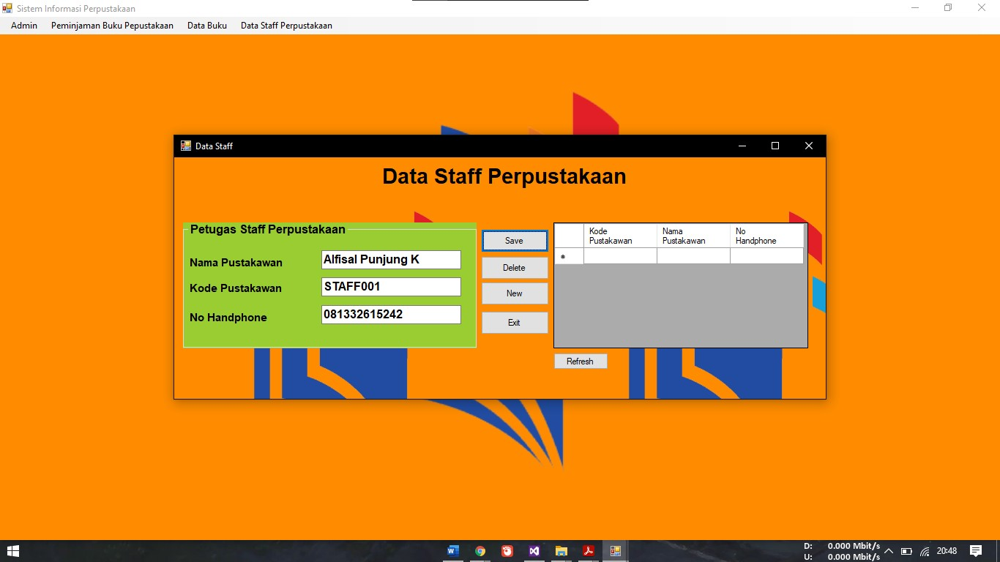 Sistem Informasi Perpustakaan
Admin Peminjaman Buku Pepustakaan Data Buku Data Staff Perpustakaan
Data Staff
Data Staff Perpustakaan
Petugas Staff Perpustakaan
Nama Pustakawan Alfisal Punjung K
Kode Pustakawan STAFF001
No Handphone 081332615242
Save
Delete
New
Exit
Kode Pustakawan Nama Pustakawan No Handphone
Refresh
D: 0.000 Mbit/s
U: 0.000 Mbit/s
20:48